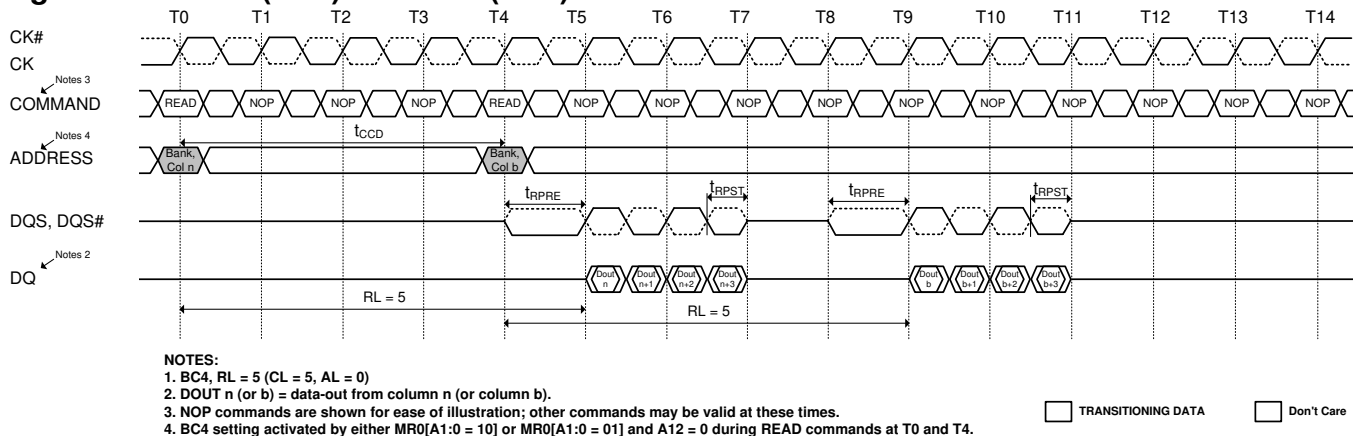 T0 T1 T2 T3 T4 T5 T6 T7 T8 T9 T10 T11 T12 T13 T14
CK#
CK
Notes 3
COMMAND READ NOP NOP NOP READ NOP NOP NOP NOP NOP NOP NOP NOP NOP NOP
tCCD
Notes 4
ADDRESS
Bank, Col n
Bank, Col b
tRPRE tRPST tRPRE tRPST
DQS, DQS#
Notes 2
DQ
Dout n
Dout n+1
Dout n+2
Dout n+3
Dout b
Dout b+1
Dout b+2
Dout b+3
RL = 5
RL = 5
NOTES:
1. BC4, RL = 5 (CL = 5, AL = 0)
2. DOUT n (or b) = data-out from column n (or column b).
3. NOP commands are shown for ease of illustration; other commands may be valid at these times.
4. BC4 setting activated by either MR0[A1:0 = 10] or MR0[A1:0 = 01] and A12 = 0 during READ commands at T0 and T4.
TRANSITIONING DATA
Don't Care